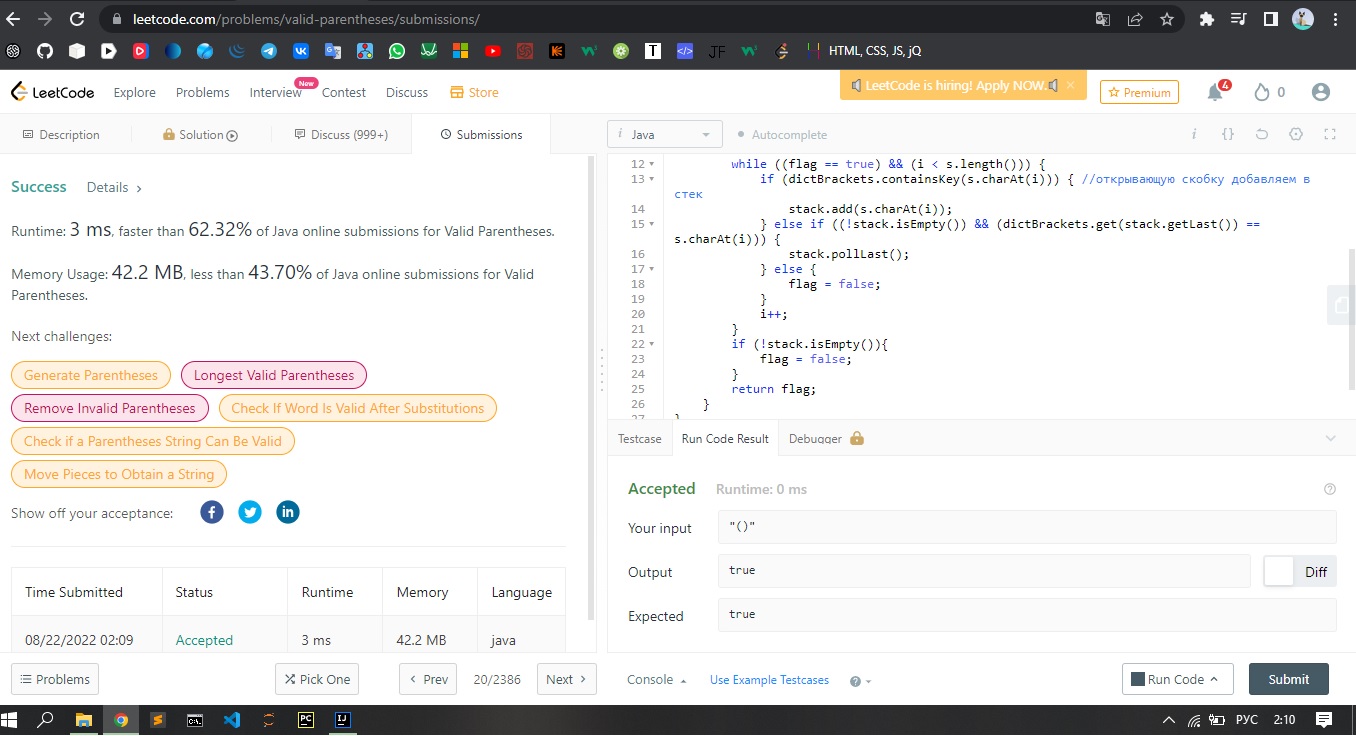 leetcode.com/problems/valid-parentheses/submissions/
HTML, CSS, JS, jQ
LeetCode Explore Problems Interview New Contest Discuss Store LeetCode is hiring! Apply NOW. × Premium 4 0
Description Solution Discuss (999+) Submissions
Success Details >
Runtime: 3 ms, faster than 62.32% of Java online submissions for Valid Parentheses.
Memory Usage: 42.2 MB, less than 43.70% of Java online submissions for Valid
Parentheses.
Next challenges:
Generate Parentheses Longest Valid Parentheses
Remove Invalid Parentheses Check If Word Is Valid After Substitutions
Check if a Parentheses String Can Be Valid
Move Pieces to Obtain a String
Show off your acceptance:
Time Submitted Status Runtime Memory Language
08/22/2022 02:09 Accepted 3 ms 42.2 MB java
Problems Pick One < Prev 20/2386 Next >
i Java Autocomplete
12 while ((flag == true) && (i < s.length())) {
13 if (dictBrackets.containsKey(s.charAt(i))) { //открывающую скобку добавляем в
стек
14 stack.add(s.charAt(i));
15 } else if ((!stack.isEmpty()) && (dictBrackets.get(stack.getLast()) ==
s.charAt(i))) {
16 stack.pollLast();
17 } else {
18 flag = false;
19 }
20 i++;
21 }
22 if (!stack.isEmpty()){
23 flag = false;
24 }
25 return flag;
26 }
27 }
Testcase Run Code Result Debugger
Accepted Runtime: 0 ms
Your input "()"
Output true Diff
Expected true
Console Use Example Testcases Run Code Submit
РУС 2:10